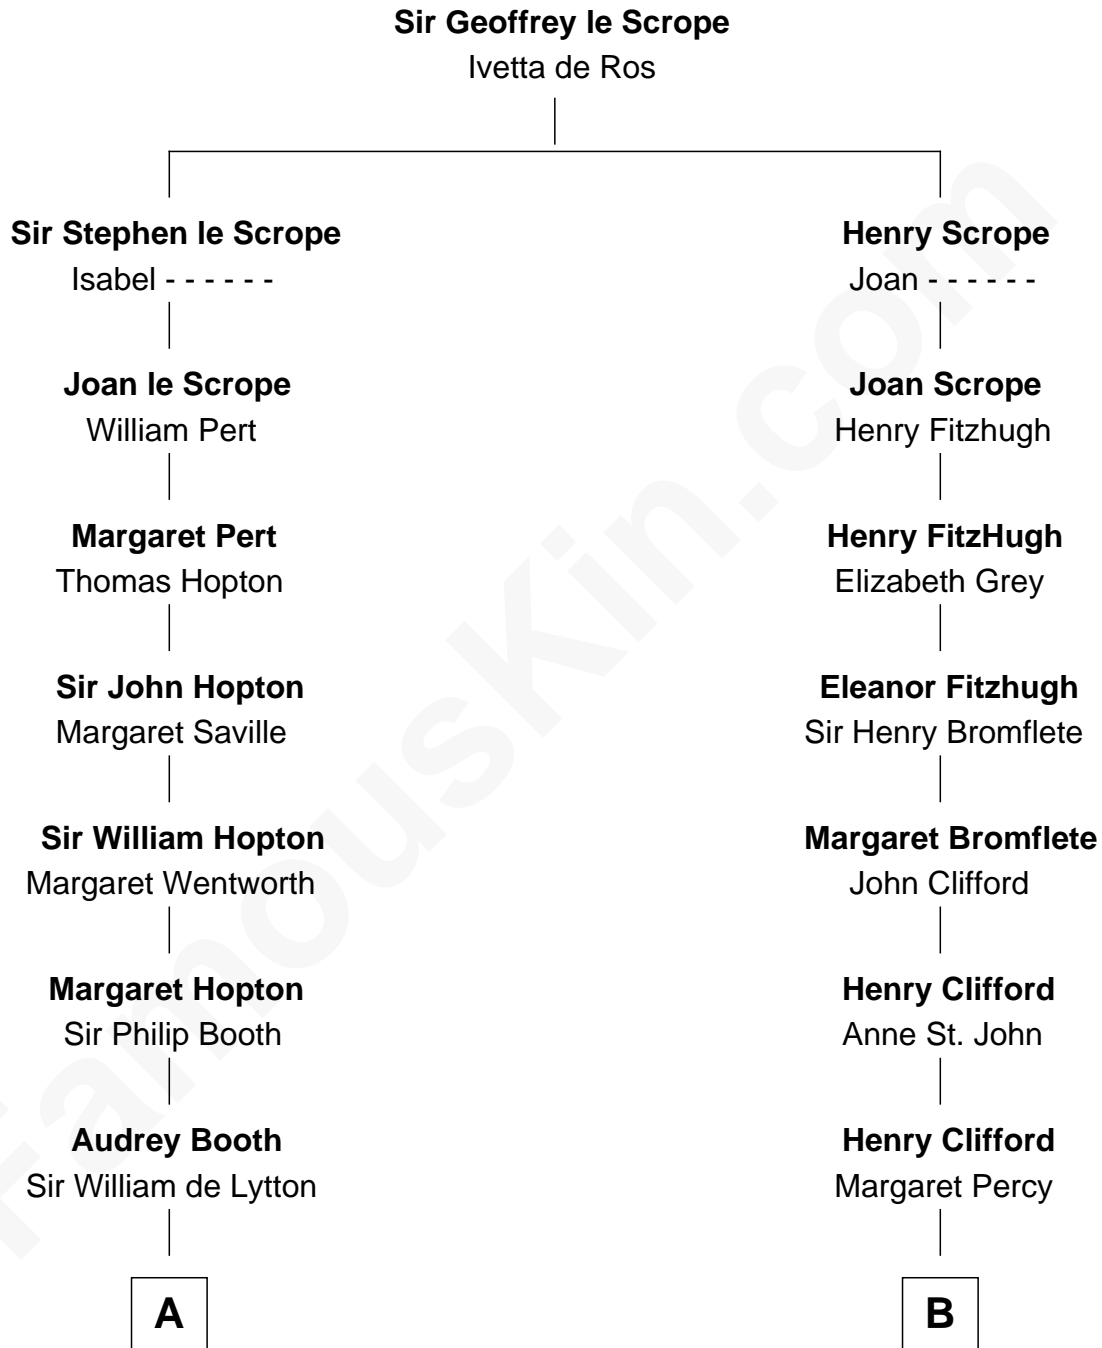 Sir Geoffrey le Scrope
Ivetta de Ros
Sir Stephen le Scrope
Isabel - - - - - -
Joan le Scrope
William Pert
Margaret Pert
Thomas Hopton
Sir John Hopton
Margaret Saville
Sir William Hopton
Margaret Wentworth
Margaret Hopton
Sir Philip Booth
Audrey Booth
Sir William de Lytton
A
Henry Scrope
Joan - - - - - -
Joan Scrope
Henry Fitzhugh
Henry FitzHugh
Elizabeth Grey
Eleanor Fitzhugh
Sir Henry Bromflete
Margaret Bromflete
John Clifford
Henry Clifford
Anne St. John
Henry Clifford
Margaret Percy
B
FamousKin.com